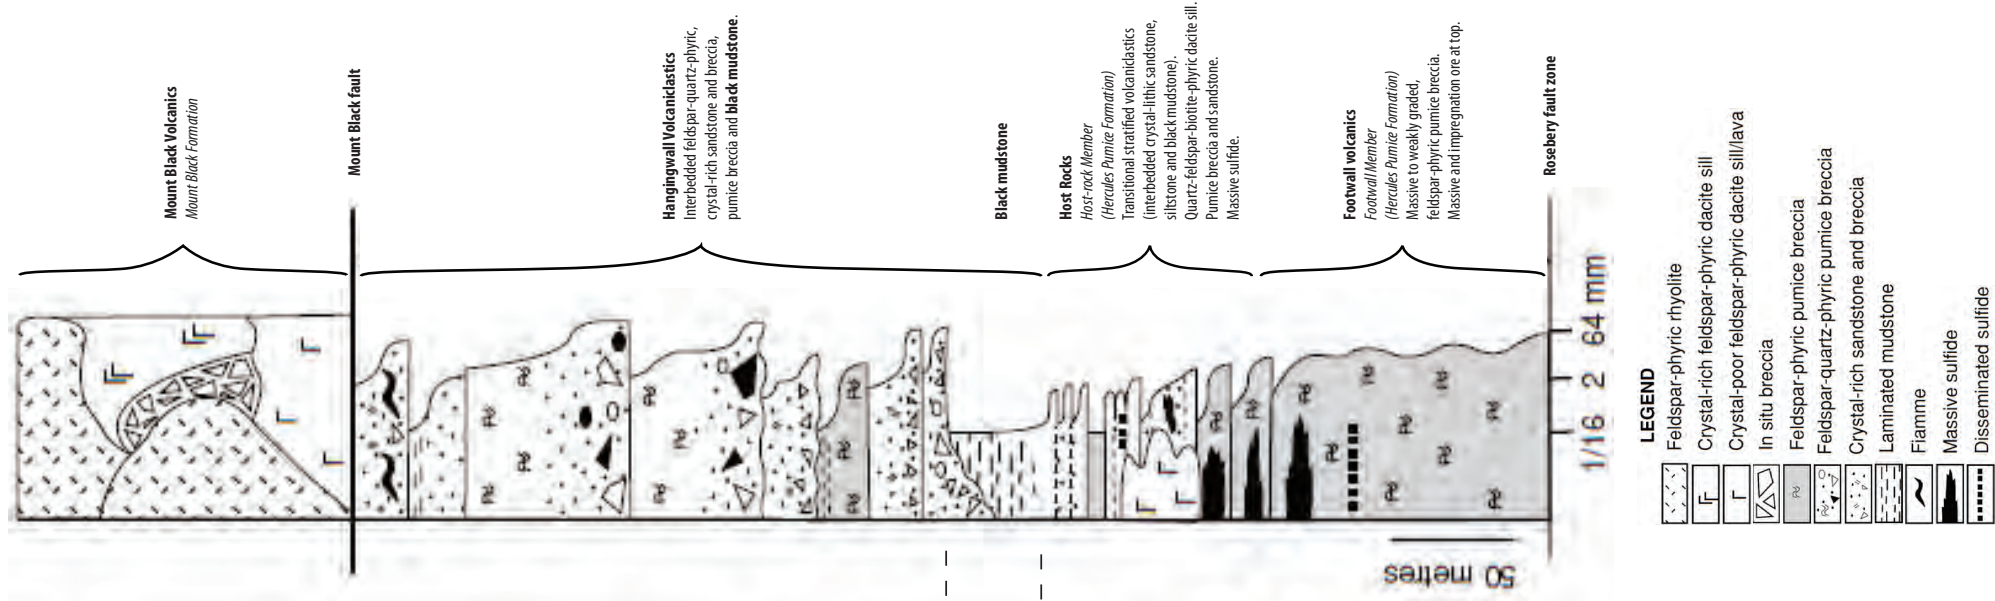 Mount Black Volcanics
Mount Black Formation
Mount Black fault
Hangingwall Volcaniclastics
Interbedded feldspar-quartz-phyric,
crystal-rich sandstone and breccia,
pumice breccia and black mudstone.
Black mudstone
Host Rocks
Host-rock Member
(Hercules Pumice Formation)
Transitional stratified volcaniclastics
(interbedded crystal-lithic sandstone,
siltstone and black mudstone).
Quartz-feldspar-biotite-phyric dacite sill.
Pumice breccia and sandstone.
Massive sulfide.
Footwall volcanics
Footwall Member
(Hercules Pumice Formation)
Massive to weakly graded,
feldspar-phyric pumice breccia.
Massive and impregnation ore at top.
Rosebery fault zone
1/16 2 64 mm
50 metres
LEGEND
Feldspar-phyric rhyolite
Crystal-rich feldspar-phyric dacite sill
Crystal-poor feldspar-phyric dacite sill/lava
In situ breccia
Feldspar-phyric pumice breccia
Feldspar-quartz-phyric pumice breccia
Crystal-rich sandstone and breccia
Laminated mudstone
Fiamme
Massive sulfide
Disseminated sulfide